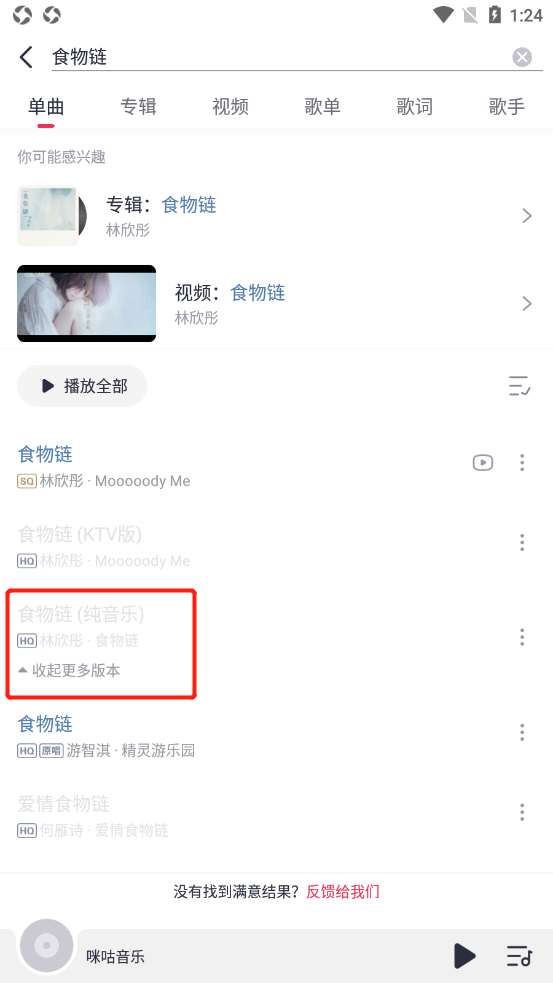 1:24
食物链
单曲 专辑 视频 歌单 歌词 歌手
你可能感兴趣
专辑：食物链
林欣彤
视频：食物链
林欣彤
播放全部
食物链
SQ 林欣彤 · Mooooody Me
食物链 (KTV版)
HQ 林欣彤 · Mooooody Me
食物链 (纯音乐)
HQ 林欣彤 · 食物链
收起更多版本
食物链
HQ 原唱 游智淇 · 精灵游乐园
爱情食物链
HQ 何雁诗 · 爱情食物链
没有找到满意结果？反馈给我们
咪咕音乐